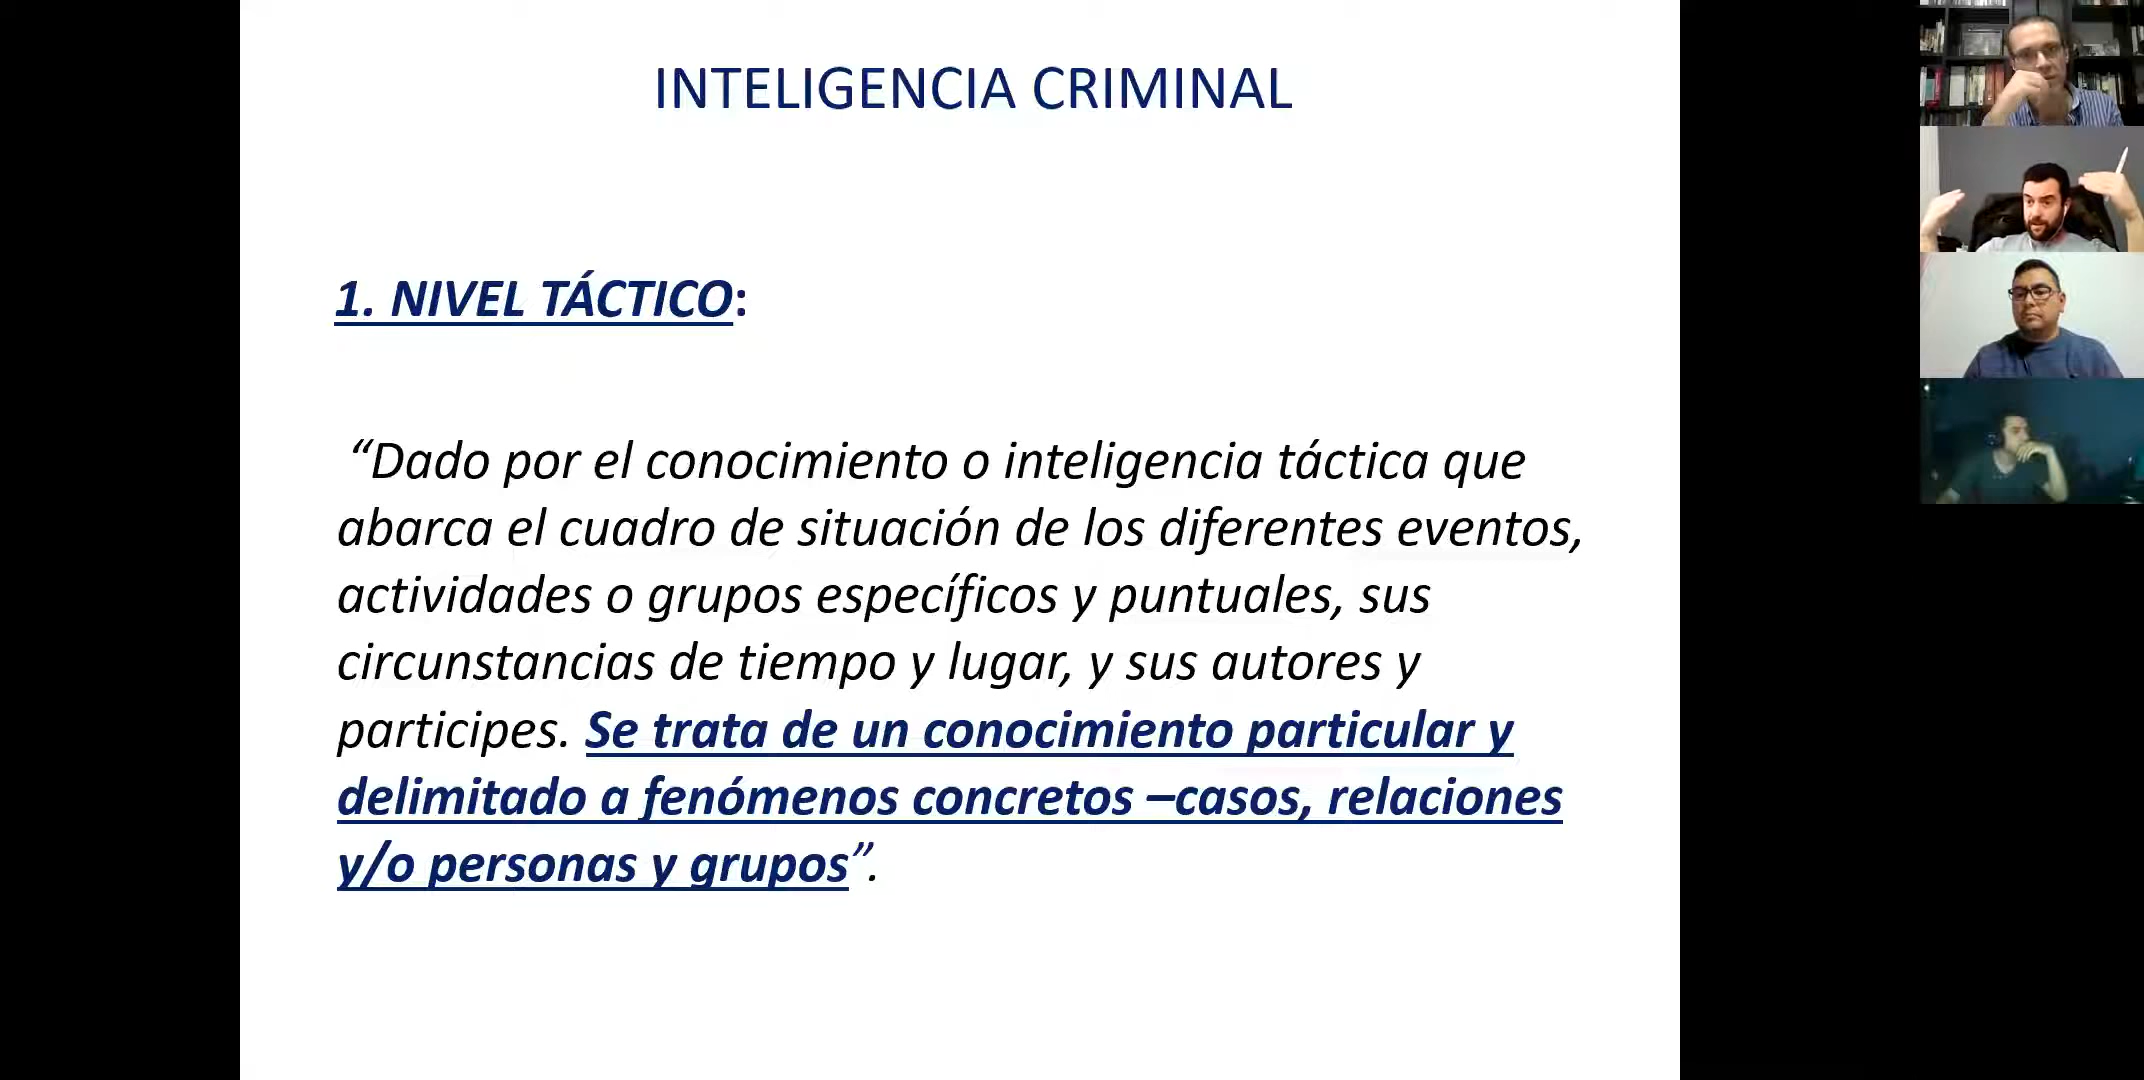 INTELIGENCIA CRIMINAL
1. NIVEL TÁCTICO:
“Dado por el conocimiento o inteligencia táctica que
abarca el cuadro de situación de los diferentes eventos,
actividades o grupos específicos y puntuales, sus
circunstancias de tiempo y lugar, y sus autores y
participes. Se trata de un conocimiento particular y
delimitado a fenómenos concretos –casos, relaciones
y/o personas y grupos”.